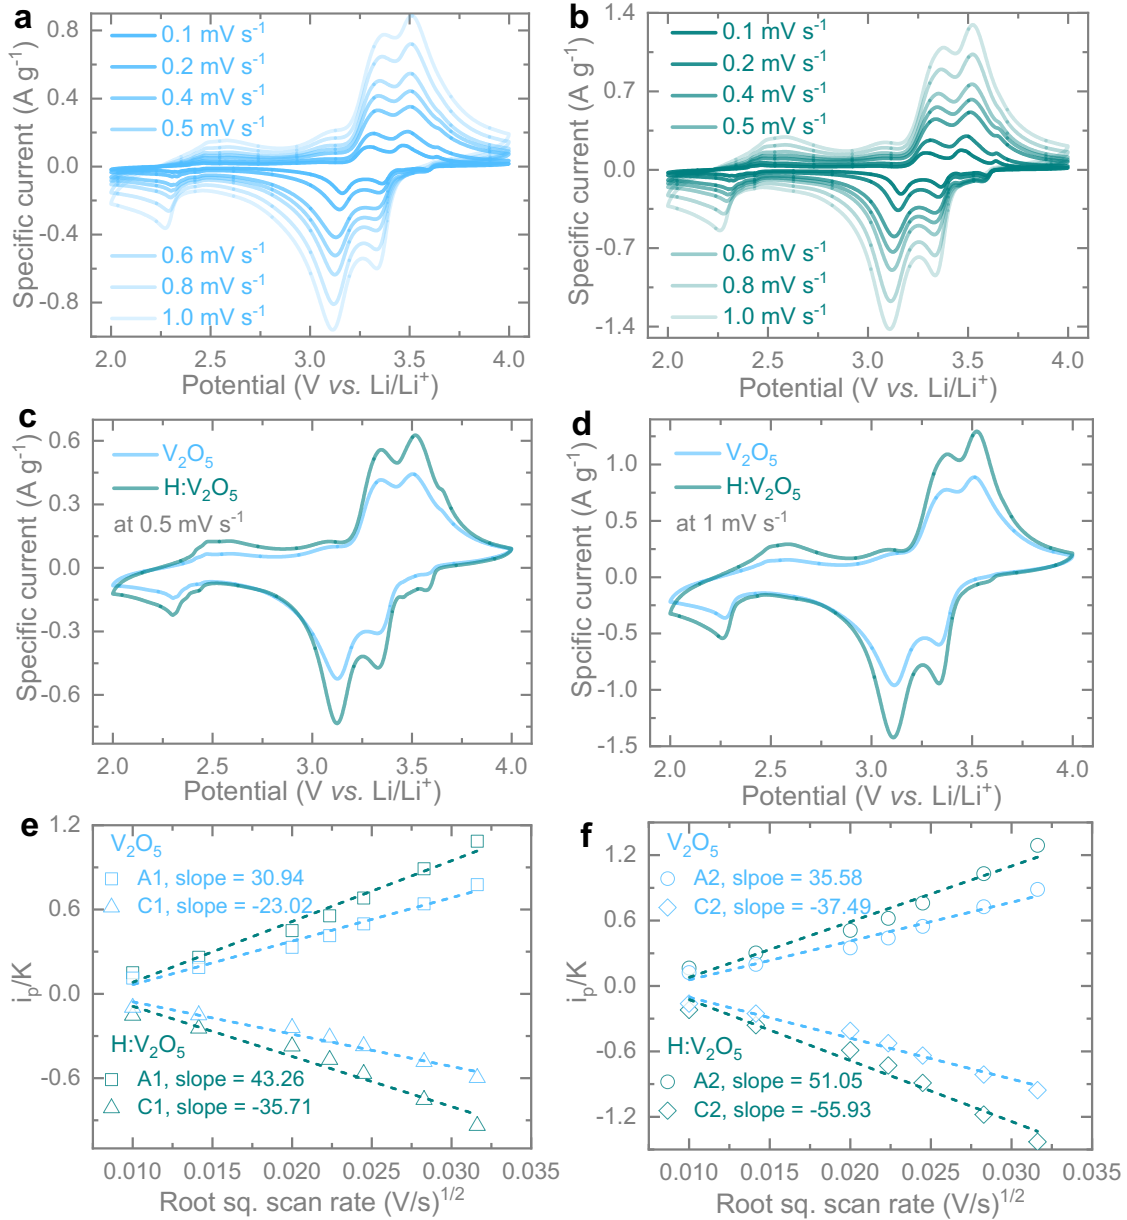 a
0.8
0.4
0.0
-0.4
-0.8
Specific current (A g⁻¹)
0.1 mV s⁻¹
0.2 mV s⁻¹
0.4 mV s⁻¹
0.5 mV s⁻¹
0.6 mV s⁻¹
0.8 mV s⁻¹
1.0 mV s⁻¹
2.0 2.5 3.0 3.5 4.0
Potential (V vs. Li/Li⁺)
b
1.4
0.7
0.0
-0.7
-1.4
Specific current (A g⁻¹)
0.1 mV s⁻¹
0.2 mV s⁻¹
0.4 mV s⁻¹
0.5 mV s⁻¹
0.6 mV s⁻¹
0.8 mV s⁻¹
1.0 mV s⁻¹
2.0 2.5 3.0 3.5 4.0
Potential (V vs. Li/Li⁺)
c
0.6
0.3
0.0
-0.3
-0.6
Specific current (A g⁻¹)
V₂O₅
H:V₂O₅
at 0.5 mV s⁻¹
2.0 2.5 3.0 3.5 4.0
Potential (V vs. Li/Li⁺)
d
1.0
0.5
0.0
-0.5
-1.0
-1.5
Spcific current (A g⁻¹)
V₂O₅
H:V₂O₅
at 1 mV s⁻¹
2.0 2.5 3.0 3.5 4.0
Potential (V vs. Li/Li⁺)
e
1.2
0.6
0.0
-0.6
iₚ/K
V₂O₅
A1, slope = 30.94
C1, slope = -23.02
H:V₂O₅
A1, slope = 43.26
C1, slope = -35.71
0.010 0.015 0.020 0.025 0.030 0.035
Root sq. scan rate (V/s)¹ᐟ²
f
1.2
0.6
0.0
-0.6
-1.2
iₚ/K
V₂O₅
A2, slpoe = 35.58
C2, slope = -37.49
H:V₂O₅
A2, slope = 51.05
C2, slope = -55.93
0.010 0.015 0.020 0.025 0.030 0.035
Root sq. scan rate (V/s)¹ᐟ²